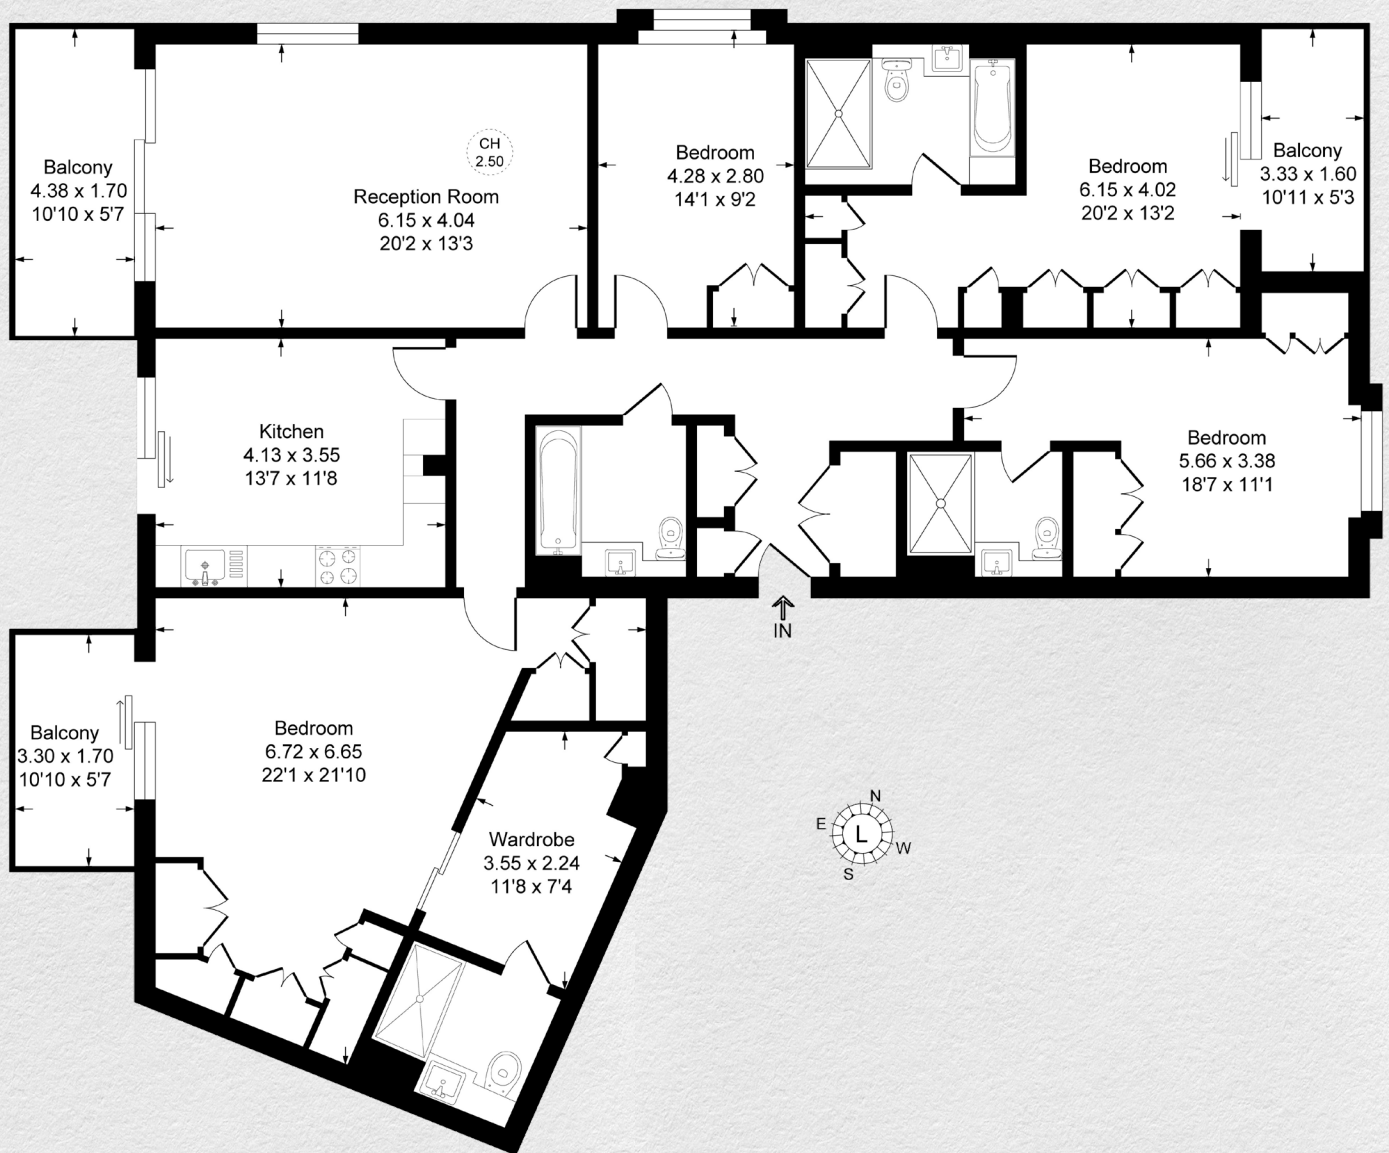 Balcony
4.38 x 1.70
10'10 x 5'7
Reception Room
6.15 x 4.04
20'2 x 13'3
CH
2.50
Bedroom
4.28 x 2.80
14'1 x 9'2
Bedroom
6.15 x 4.02
20'2 x 13'2
Balcony
3.33 x 1.60
10'11 x 5'3
Kitchen
4.13 x 3.55
13'7 x 11'8
Bedroom
5.66 x 3.38
18'7 x 11'1
IN
Balcony
3.30 x 1.70
10'10 x 5'7
Bedroom
6.72 x 6.65
22'1 x 21'10
Wardrobe
3.55 x 2.24
11'8 x 7'4
N
E
L
W
S